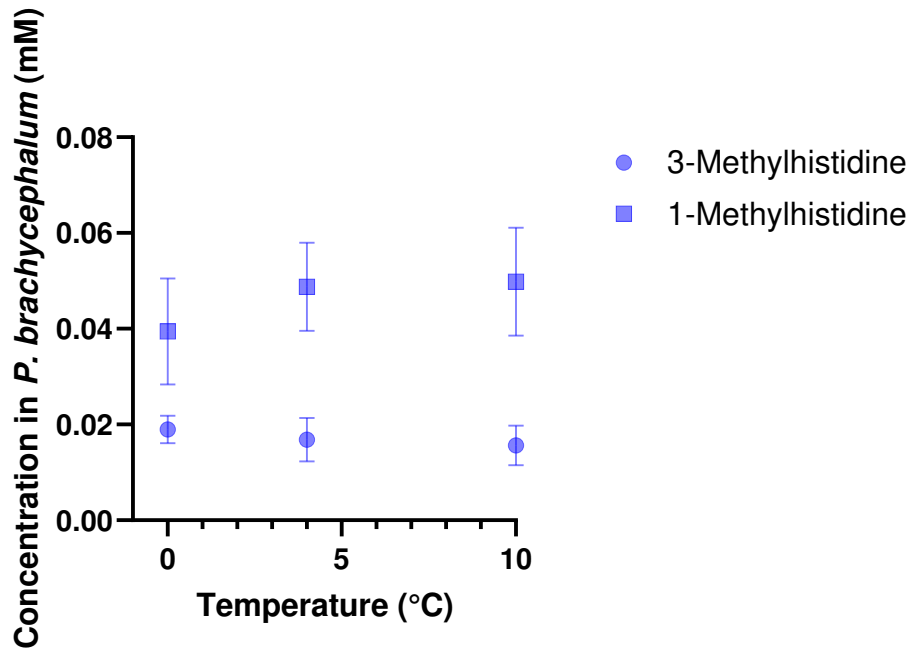 Concentration in P. brachycephalum (mM)
0.08
0.06
0.04
0.02
0.00
0 5 10
Temperature (°C)
3-Methylhistidine
1-Methylhistidine